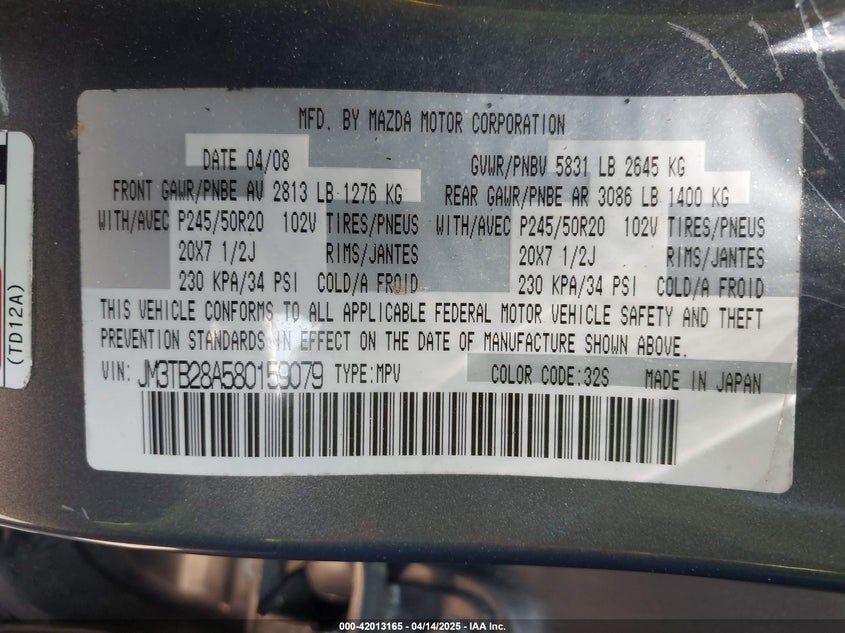 MFD. BY MAZDA MOTOR CORPORATION
DATE 04/08 GVWR/PNBV 5831 LB 2645 KG
FRONT GAWR/PNBE AV 2813 LB 1276 KG REAR GAWR/PNBE AR 3086 LB 1400 KG
WITH/AVEC P245/50R20 102V TIRES/PNEUS WITH/AVEC P245/50R20 102V TIRES/PNEUS
20X7 1/2J RIMS/JANTES 20X7 1/2J RIMS/JANTES
230 KPA/34 PSI COLD/A FROID 230 KPA/34 PSI COLD/A FROID
THIS VEHICLE CONFORMS TO ALL APPLICABLE FEDERAL MOTOR VEHICLE SAFETY AND THEFT
PREVENTION STANDARDS IN EFFECT ON THE DATE OF MANUFACTURE SHOWN ABOVE.
VIN: JM3TB28A580159079 TYPE:MPV COLOR CODE:32S MADE IN JAPAN
(TD12A)
000-42013165 - 04/14/2025 - IAA Inc.